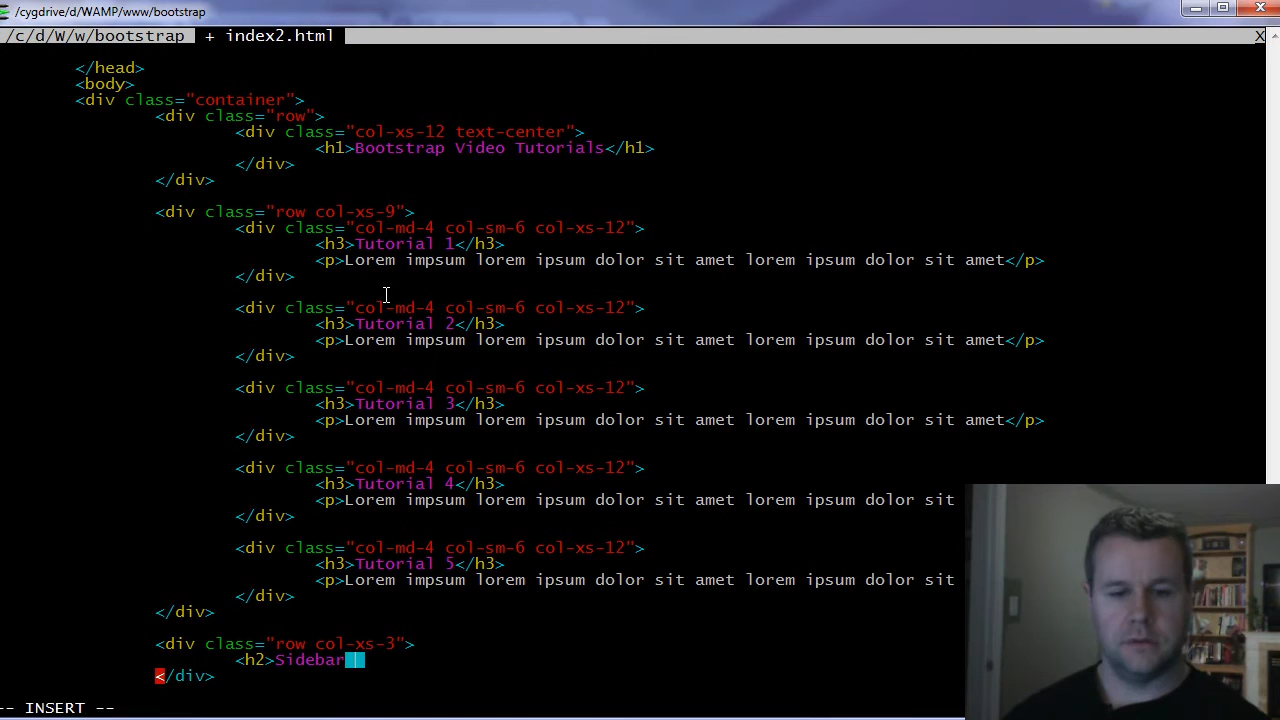 /cygdrive/d/WAMP/www/bootstrap
/c/d/W/w/bootstrap + index2.html X
</head>
<body>
<div class="container">
<div class="row">
<div class="col-xs-12 text-center">
<h1>Bootstrap Video Tutorials</h1>
</div>
</div>
<div class="row col-xs-9">
<div class="col-md-4 col-sm-6 col-xs-12">
<h3>Tutorial 1</h3>
<p>Lorem impsum lorem ipsum dolor sit amet lorem ipsum dolor sit amet</p>
</div>
<div class="col-md-4 col-sm-6 col-xs-12">
<h3>Tutorial 2</h3>
<p>Lorem impsum lorem ipsum dolor sit amet lorem ipsum dolor sit amet</p>
</div>
<div class="col-md-4 col-sm-6 col-xs-12">
<h3>Tutorial 3</h3>
<p>Lorem impsum lorem ipsum dolor sit amet lorem ipsum dolor sit amet</p>
</div>
<div class="col-md-4 col-sm-6 col-xs-12">
<h3>Tutorial 4</h3>
<p>Lorem impsum lorem ipsum dolor sit amet lorem ipsum dolor sit
</div>
<div class="col-md-4 col-sm-6 col-xs-12">
<h3>Tutorial 5</h3>
<p>Lorem impsum lorem ipsum dolor sit amet lorem ipsum dolor sit
</div>
</div>
<div class="row col-xs-3">
<h2>Sidebar
</div>
-- INSERT --